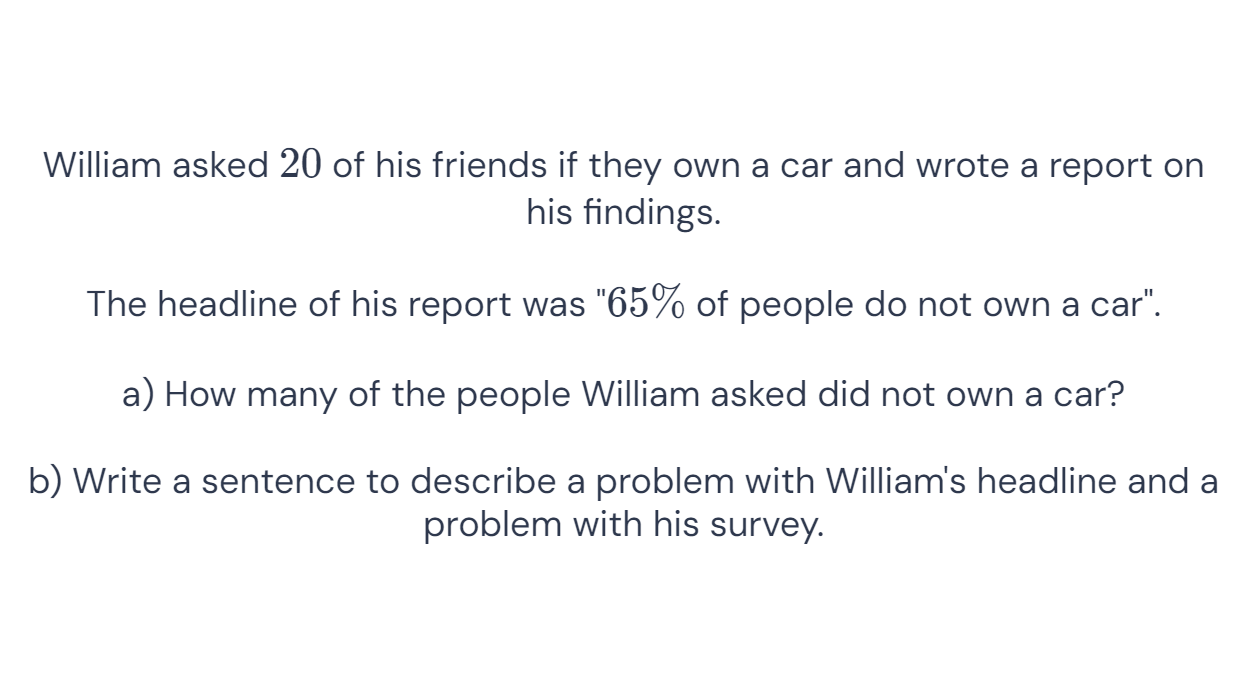 William asked 20 of his friends if they own a car and wrote a report on
his findings.
The headline of his report was "65% of people do not own a car".
a) How many of the people William asked did not own a car?
b) Write a sentence to describe a problem with William's headline and a
problem with his survey.